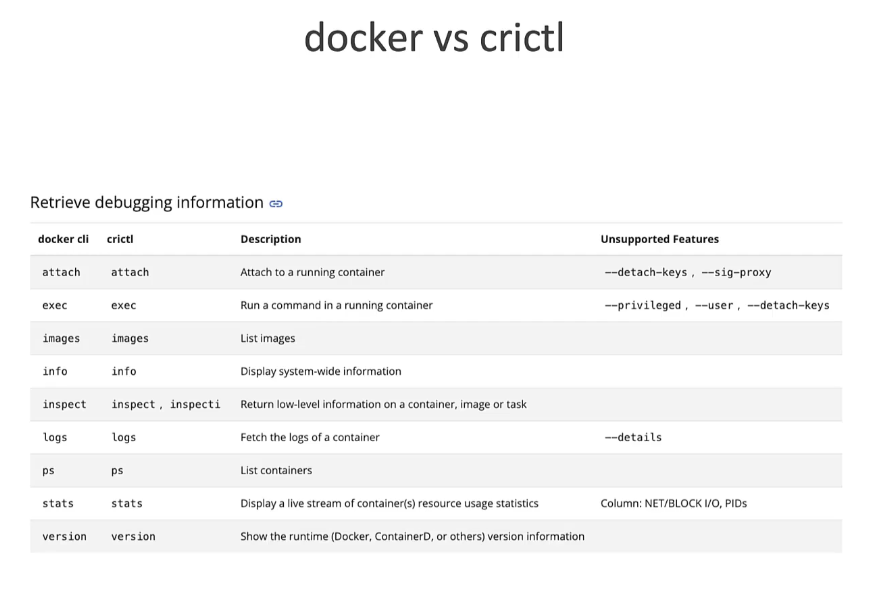 docker vs crictl
Retrieve debugging information
docker cli crictl Description Unsupported Features
attach attach Attach to a running container --detach-keys , --sig-proxy
exec exec Run a command in a running container --privileged , --user , --detach-keys
images images List images
info info Display system-wide information
inspect inspect , inspecti Return low-level information on a container, image or task
logs logs Fetch the logs of a container --details
ps ps List containers
stats stats Display a live stream of container(s) resource usage statistics Column: NET/BLOCK I/O, PIDs
version version Show the runtime (Docker, ContainerD, or others) version information